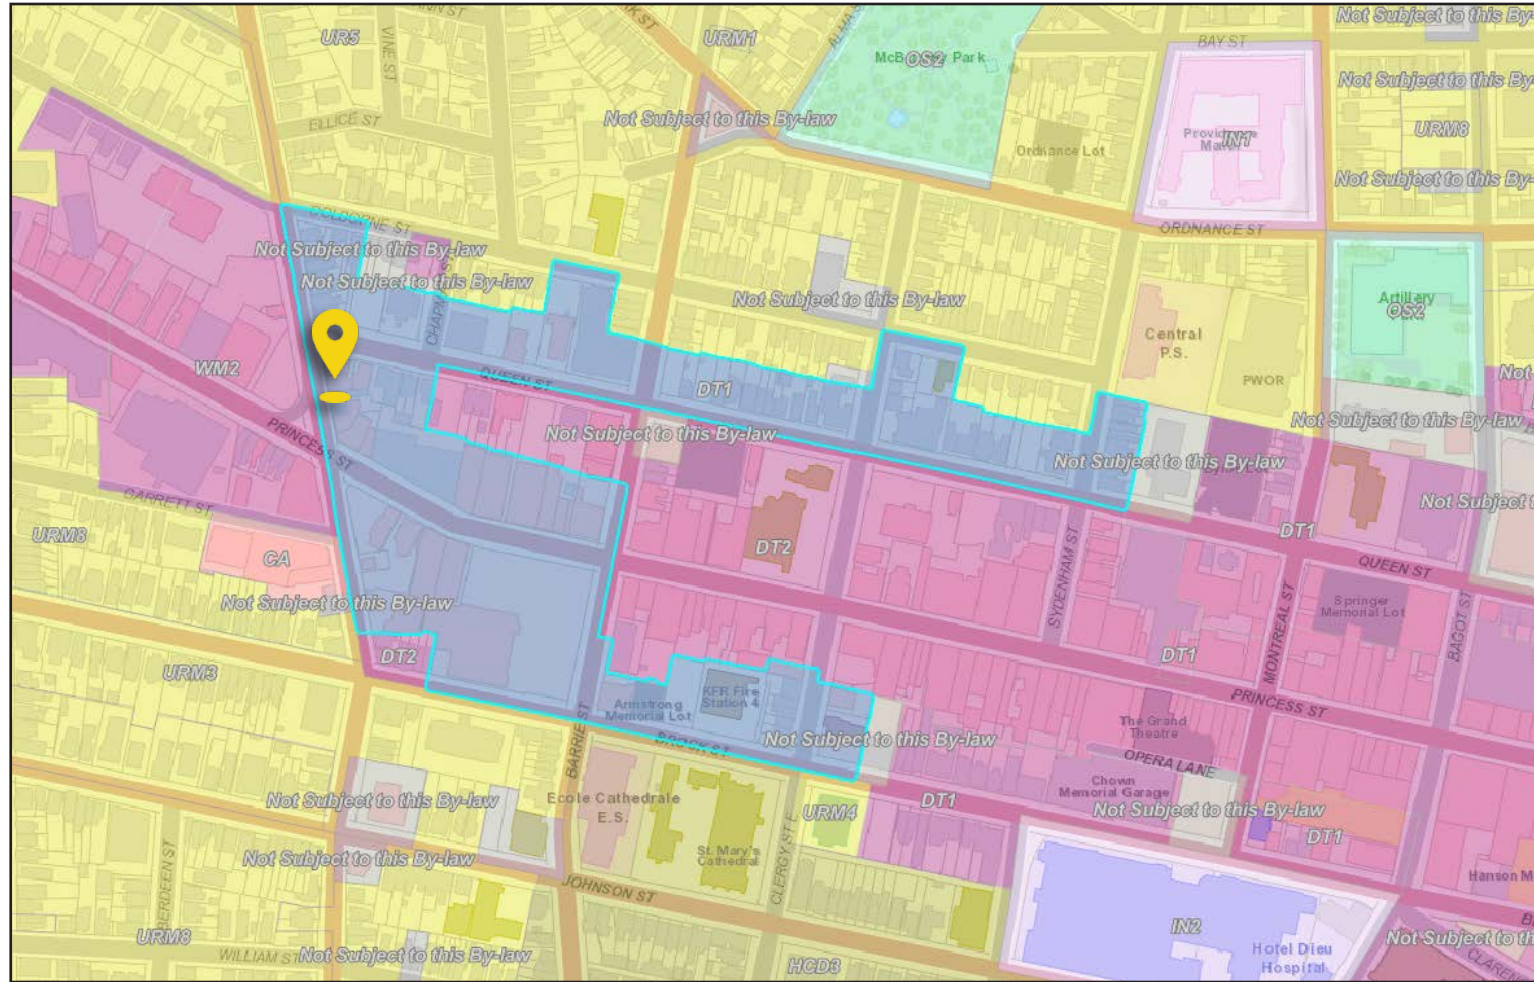 Not Subject to this By-law
UR5
VINE ST
URM1
McB
Park
OS2
BAY ST
Not Subject to this By-
ELLICE ST
Not Subject to this By-law
Ordnance Lot
IN1
URM8
Not Subject to this By-
ORDNANCE ST
COLBORNE ST
Not Subject to this By-law
Not Subject to this By-law
Not Subject to this By-law
Artillery
OS2
Central
P.S.
WM2
QUEEN ST
DT1
PWOR
Not
PRINCESS ST
Not Subject to this By-law
Not Subject to this By-law
Not Subject to this By-law
GARRETT ST
Not Subject t
URM8
CA
DT2
SYDENHAM ST
DT1
QUEEN ST
Not Subject to this By-law
Springer
Memorial Lot
MONTREAL ST
BAGOT ST
DT2
URM3
DT1
PRINCESS ST
KFR Fire
Station 4
Armstrong
Memorial Lot
The Grand
Theatre
BARRIE ST
BROCK ST
Not Subject to this By-law
OPERA LANE
Chown
Memorial Garage
Not Subject to this By-law
Ecole Cathedrale
E.S.
DT1
URM4
Not Subject to this By-law
DT1
St. Mary's
Cathedral
CLERGY ST E
Not Subject to this By-law
ABERDEEN ST
JOHNSON ST
Hanson M
URM8
IN2
WILLIAM ST
Not Subject to this By-law
HCD3
Hotel Dieu
Hospital
Not Subject to th